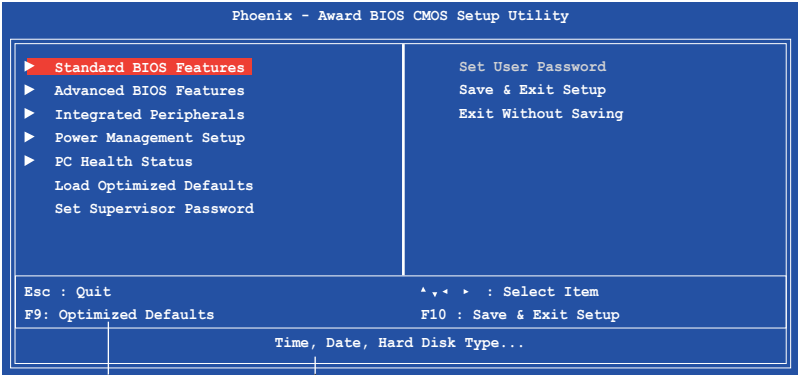 Phoenix - Award BIOS CMOS Setup Utility
▶ Standard BIOS Features
▶ Advanced BIOS Features
▶ Integrated Peripherals
▶ Power Management Setup
▶ PC Health Status
Load Optimized Defaults
Set Supervisor Password
Set User Password
Save & Exit Setup
Exit Without Saving
Esc : Quit
F9: Optimized Defaults
▲▼◄ ► : Select Item
F10 : Save & Exit Setup
Time, Date, Hard Disk Type...